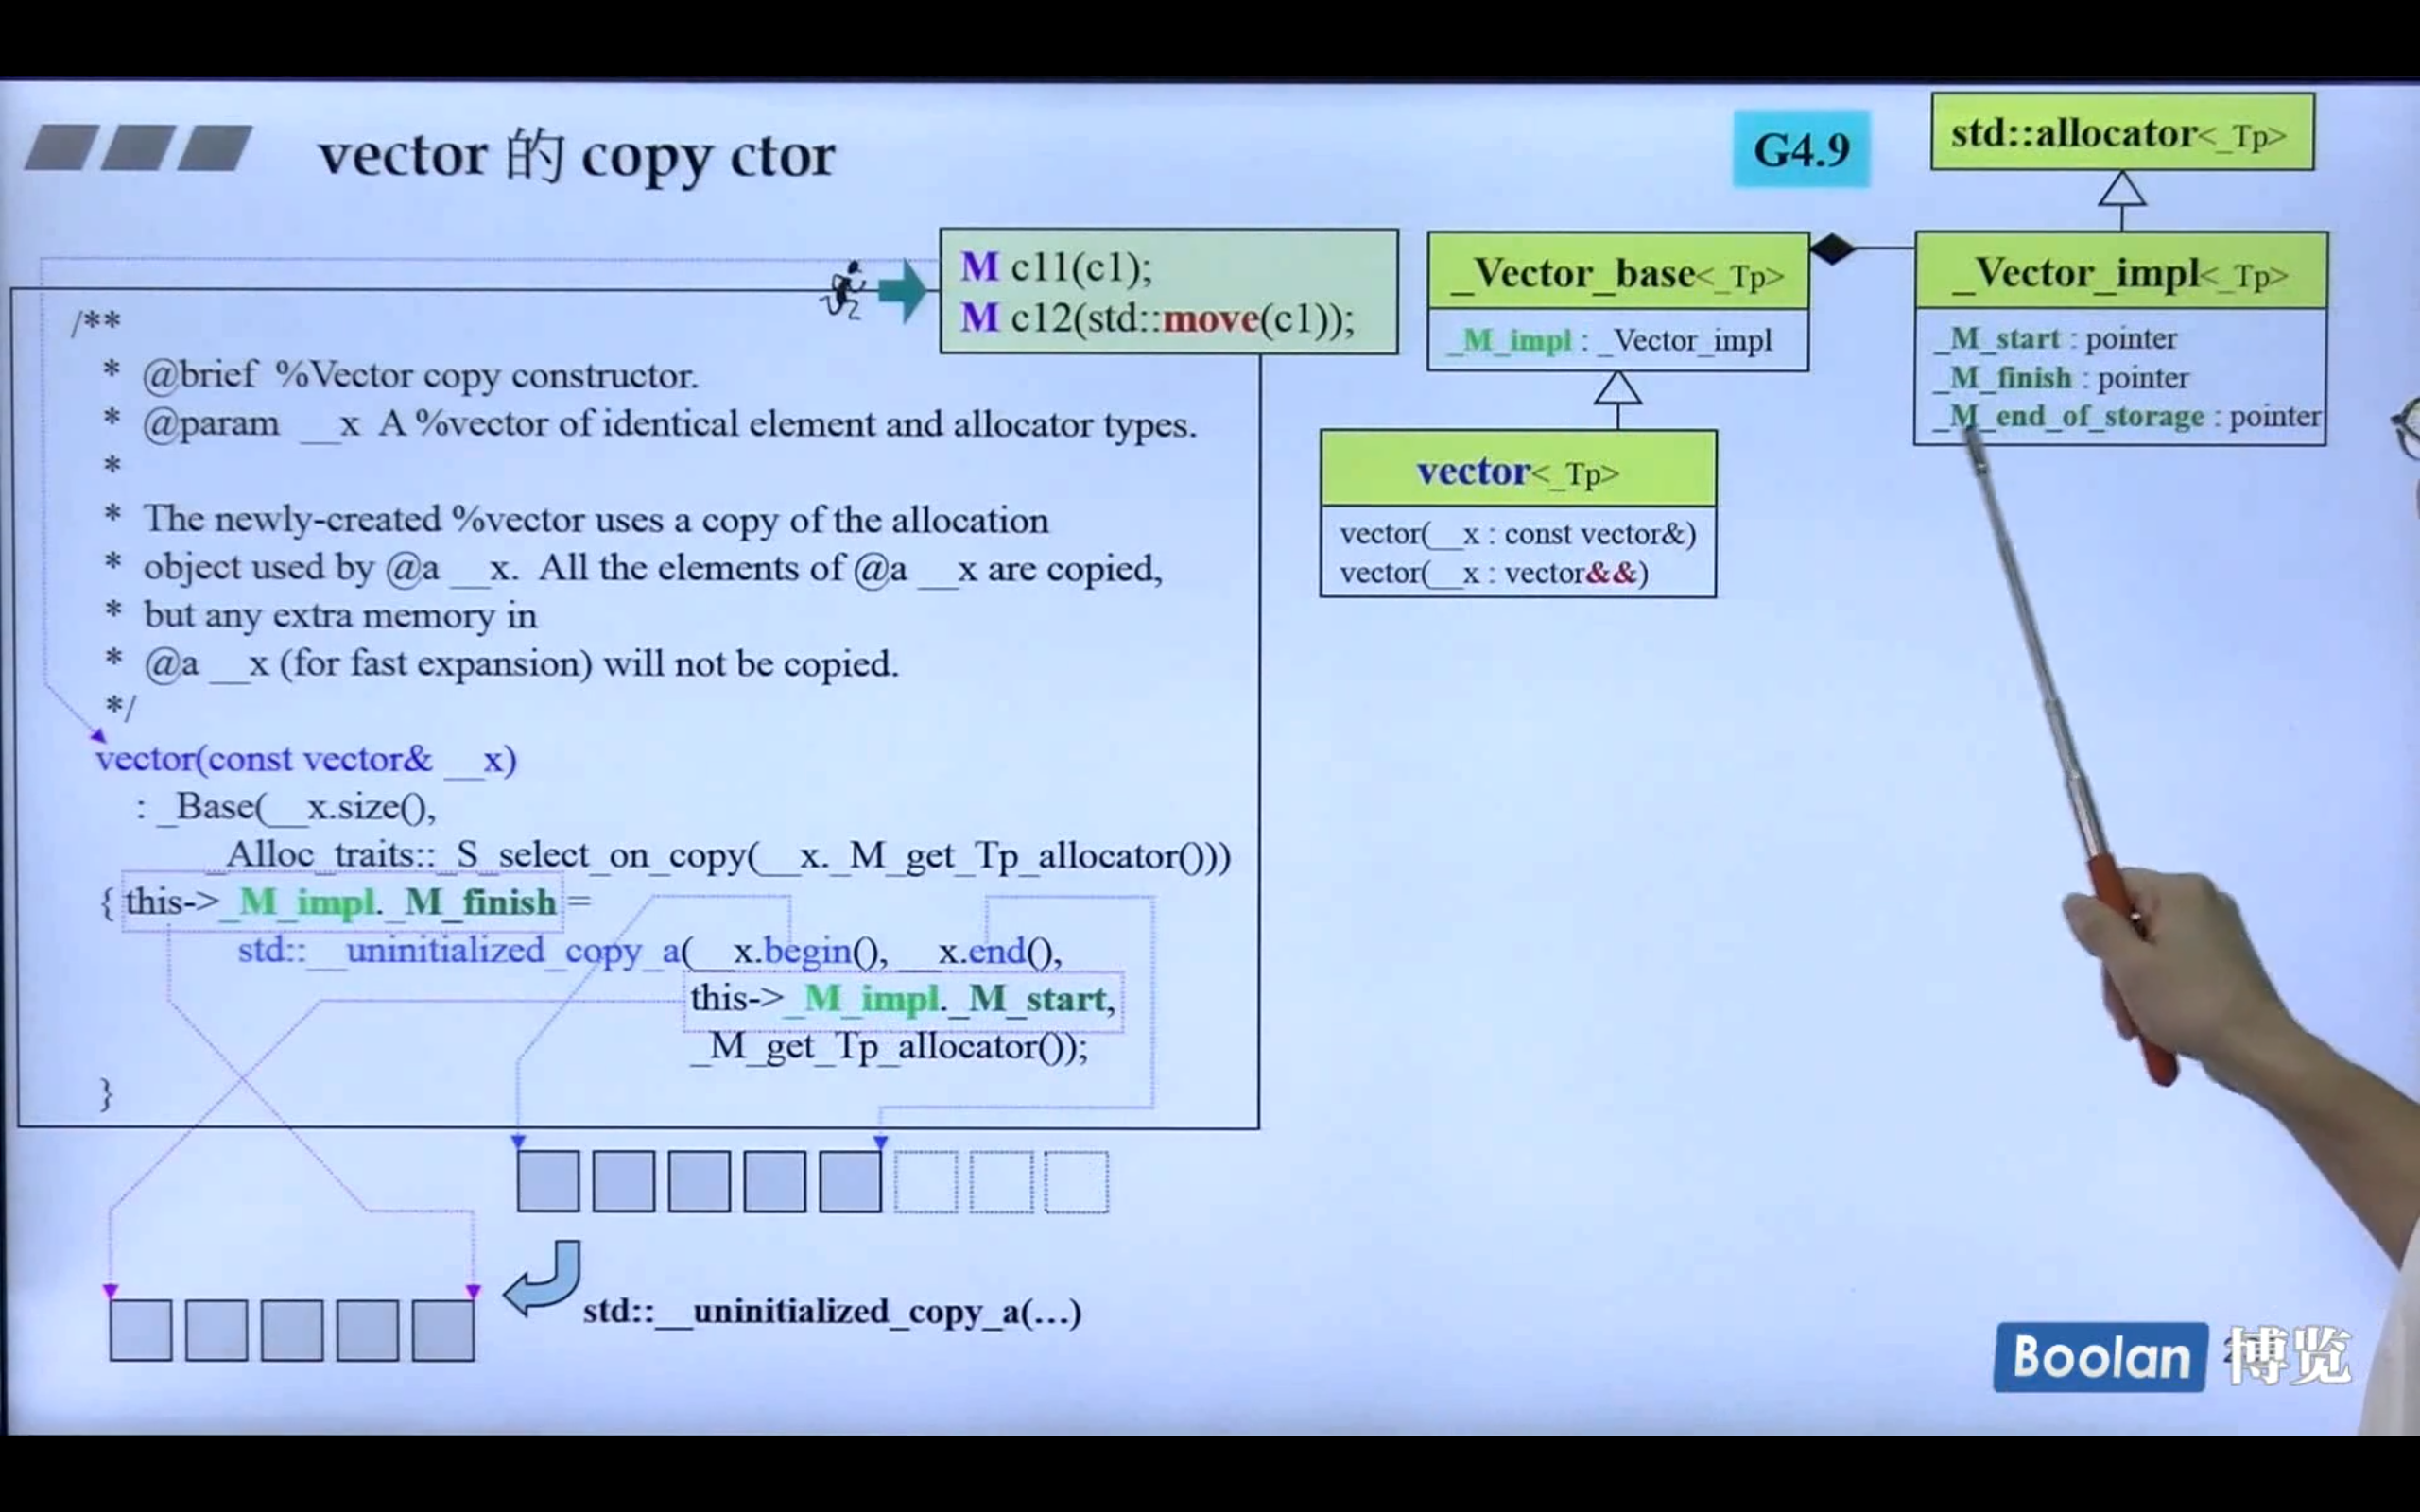 vector 的 copy ctor
G4.9
std::allocator<_Tp>
M c11(c1);
M c12(std::move(c1));
_Vector_base<_Tp>
_M_impl : _Vector_impl
_Vector_impl<_Tp>
_M_start : pointer
_M_finish : pointer
_M_end_of_storage : pointer
vector<_Tp>
vector(__x : const vector&)
vector(__x : vector&&)
/**
* @brief %Vector copy constructor.
* @param __x A %vector of identical element and allocator types.
*
* The newly-created %vector uses a copy of the allocation
* object used by @a __x. All the elements of @a __x are copied,
* but any extra memory in
* @a __x (for fast expansion) will not be copied.
*/
vector(const vector& __x)
: _Base(__x.size(),
_Alloc_traits::_S_select_on_copy(__x._M_get_Tp_allocator()))
{ this->_M_impl._M_finish =
std::__uninitialized_copy_a(__x.begin(), __x.end(),
this->_M_impl._M_start,
_M_get_Tp_allocator());
}
std::__uninitialized_copy_a(...)
Boolan 博览